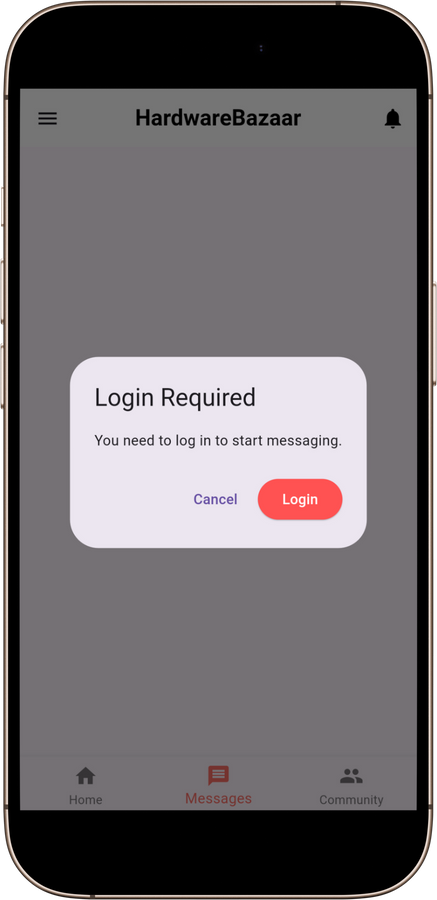 HardwareBazaar
Login Required
You need to log in to start messaging.
Cancel
Login
Home
Messages
Community